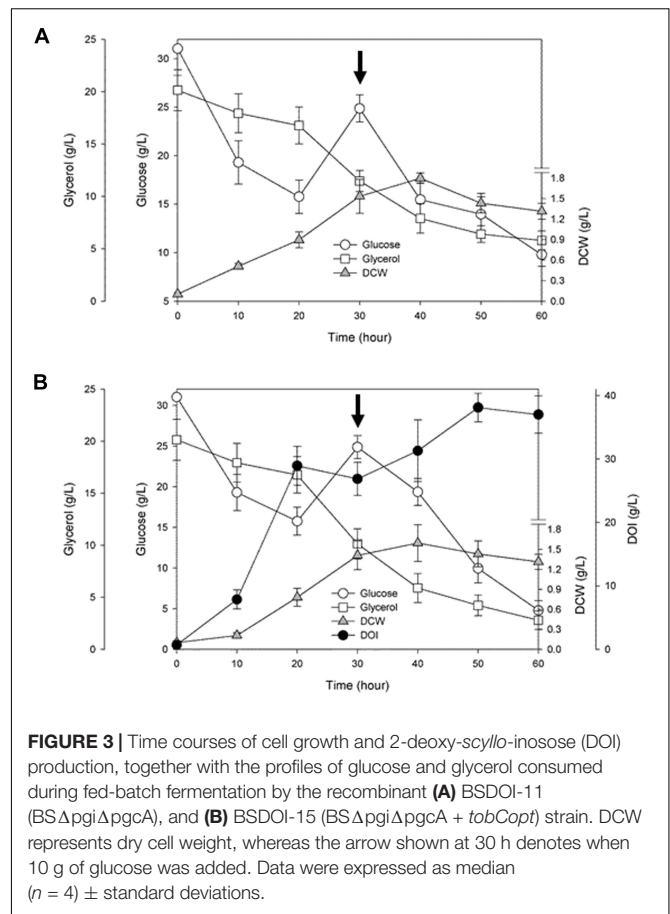 A
Glycerol (g/L)
25
20
15
10
5
0
Glucose (g/L)
30
25
20
15
10
5
Glucose
Glycerol
DCW
1.8
1.5
1.2
0.9
0.6
0.3
0.0
DCW (g/L)
0 10 20 30 40 50 60
Time (hour)
B
Glycerol (g/L)
25
20
15
10
5
0
Glucose (g/L)
30
25
20
15
10
5
0
Glucose
Glycerol
DCW
DOI
1.8
1.5
1.2
0.9
0.6
0.3
0.0
DCW (g/L)
40
30
20
10
0
DOI (g/L)
0 10 20 30 40 50 60
Time (hour)
FIGURE 3 | Time courses of cell growth and 2-deoxy-scyllo-inosose (DOI)
production, together with the profiles of glucose and glycerol consumed
during fed-batch fermentation by the recombinant (A) BSDOI-11
(BSΔpgiΔpgcA), and (B) BSDOI-15 (BSΔpgiΔpgcA + tobCopt) strain. DCW
represents dry cell weight, whereas the arrow shown at 30 h denotes when
10 g of glucose was added. Data were expressed as median
(n = 4) ± standard deviations.